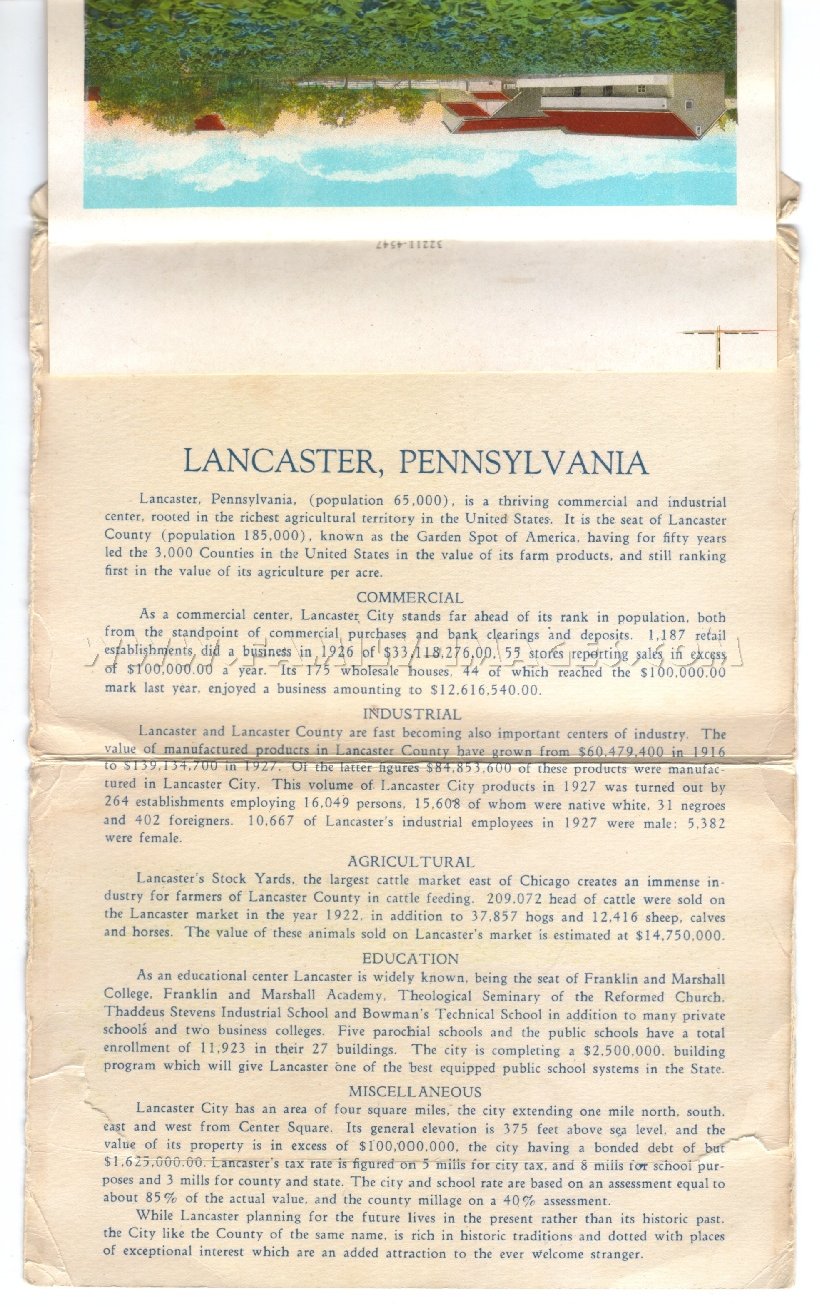 32211-4547
LANCASTER, PENNSYLVANIA
Lancaster, Pennsylvania, (population 65,000), is a thriving commercial and industrial
center, rooted in the richest agricultural territory in the United States. It is the seat of Lancaster
County (population 185,000), known as the Garden Spot of America, having for fifty years
led the 3,000 Counties in the United States in the value of its farm products, and still ranking
first in the value of its agriculture per acre.
COMMERCIAL
As a commercial center, Lancaster City stands far ahead of its rank in population, both
from the standpoint of commercial purchases and bank clearings and deposits. 1,187 retail
establishments did a business in 1926 of $33,118,276.00, 55 stores reporting sales in excess
of $100,000.00 a year. Its 175 wholesale houses, 44 of which reached the $100,000.00
mark last year, enjoyed a business amounting to $12,616,540.00.
INDUSTRIAL
Lancaster and Lancaster County are fast becoming also important centers of industry. The
value of manufactured products in Lancaster County have grown from $60,479,400 in 1916
to $139,134,700 in 1927. Of the latter figures $84,853,600 of these products were manufac-
tured in Lancaster City. This volume of Lancaster City products in 1927 was turned out by
264 establishments employing 16,049 persons, 15,608 of whom were native white, 31 negroes
and 402 foreigners. 10,667 of Lancaster's industrial employees in 1927 were male; 5,382
were female.
AGRICULTURAL
Lancaster's Stock Yards, the largest cattle market east of Chicago creates an immense in-
dustry for farmers of Lancaster County in cattle feeding. 209,072 head of cattle were sold on
the Lancaster market in the year 1922, in addition to 37,857 hogs and 12,416 sheep, calves
and horses. The value of these animals sold on Lancaster's market is estimated at $14,750,000.
EDUCATION
As an educational center Lancaster is widely known, being the seat of Franklin and Marshall
College, Franklin and Marshall Academy, Theological Seminary of the Reformed Church,
Thaddeus Stevens Industrial School and Bowman's Technical School in addition to many private
schools and two business colleges. Five parochial schools and the public schools have a total
enrollment of 11,923 in their 27 buildings. The city is completing a $2,500,000. building
program which will give Lancaster one of the best equipped public school systems in the State.
MISCELLANEOUS
Lancaster City has an area of four square miles, the city extending one mile north, south,
east and west from Center Square. Its general elevation is 375 feet above sea level, and the
value of its property is in excess of $100,000,000, the city having a bonded debt of but
$1,625,000.00. Lancaster's tax rate is figured on 5 mills for city tax, and 8 mills for school pur-
poses and 3 mills for county and state. The city and school rate are based on an assessment equal to
about 85% of the actual value, and the county millage on a 40% assessment.
While Lancaster planning for the future lives in the present rather than its historic past,
the City like the County of the same name, is rich in historic traditions and dotted with places
of exceptional interest which are an added attraction to the ever welcome stranger.